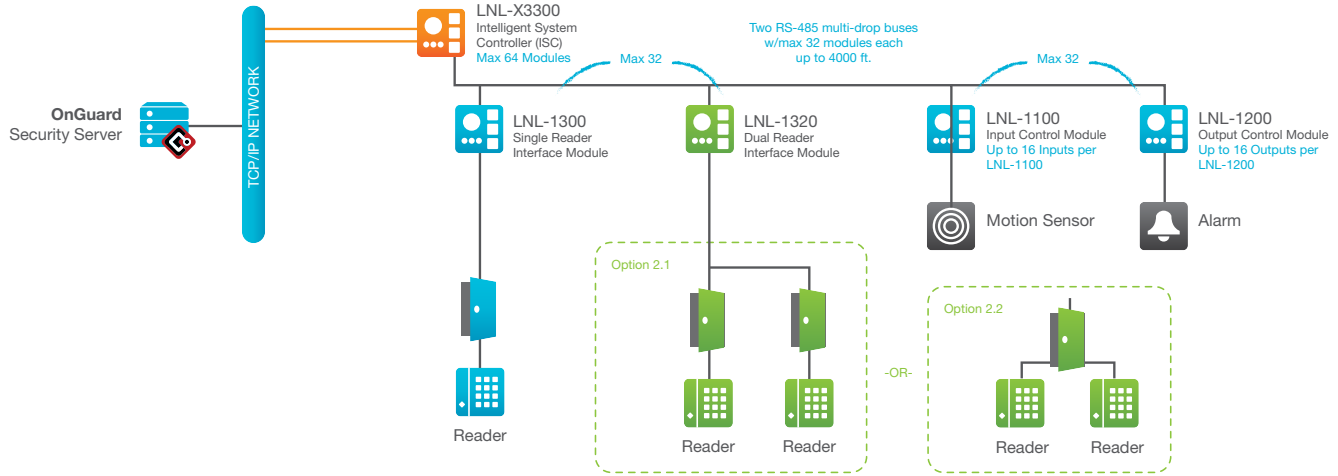 OnGuard
Security Server
TCP/IP NETWORK
LNL-X3300
Intelligent System
Controller (ISC)
Max 64 Modules
Max 32
Two RS-485 multi-drop buses
w/max 32 modules each
up to 4000 ft.
Max 32
LNL-1300
Single Reader
Interface Module
LNL-1320
Dual Reader
Interface Module
LNL-1100
Input Control Module
Up to 16 Inputs per
LNL-1100
LNL-1200
Output Control Module
Up to 16 Outputs per
LNL-1200
Motion Sensor
Alarm
Option 2.1
Option 2.2
-OR-
Reader
Reader
Reader
Reader
Reader